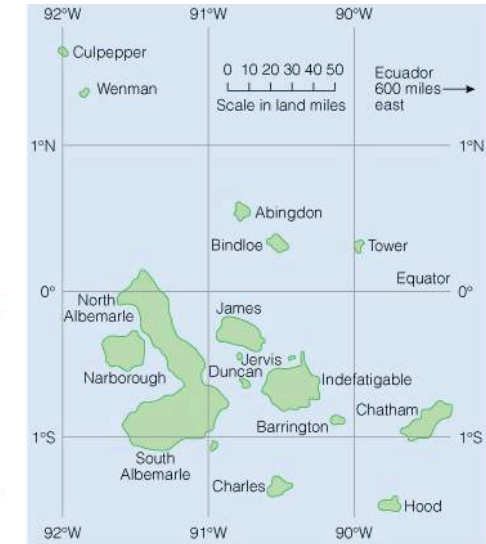 92°W 91°W 90°W
Culpepper
Wenman
0 10 20 30 40 50
Scale in land miles
Ecuador
600 miles
east
1°N 1°N
Abingdon
Bindloe
Tower
Equator
0° 0°
North
Albemarle
James
Narborough
Jervis
Duncan
Indefatigable
Chatham
Barrington
1°S 1°S
South
Albemarle
Charles
Hood
92°W 91°W 90°W